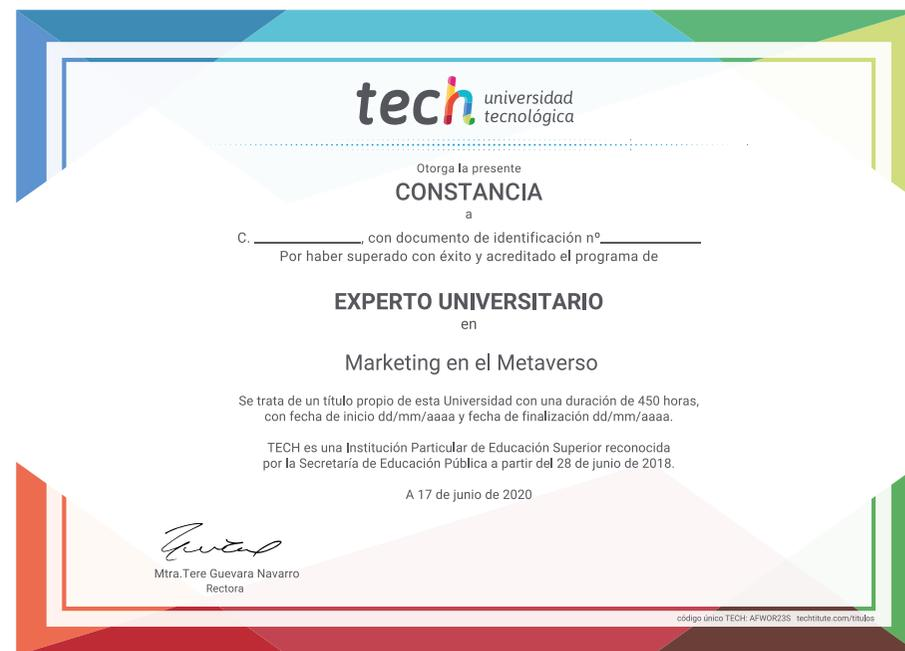 tech universidad
tecnológica
Otorga la presente
CONSTANCIA
a
C. ____________, con documento de identificación nº____________
Por haber superado con éxito y acreditado el programa de
EXPERTO UNIVERSITARIO
en
Marketing en el Metaverso
Se trata de un título propio de esta Universidad con una duración de 450 horas,
con fecha de inicio dd/mm/aaaa y fecha de finalización dd/mm/aaaa.
TECH es una Institución Particular de Educación Superior reconocida
por la Secretaría de Educación Pública a partir del 28 de junio de 2018.
A 17 de junio de 2020
Mtra.Tere Guevara Navarro
Rectora
código único TECH: AFWOR23S techtitute.com/titulos